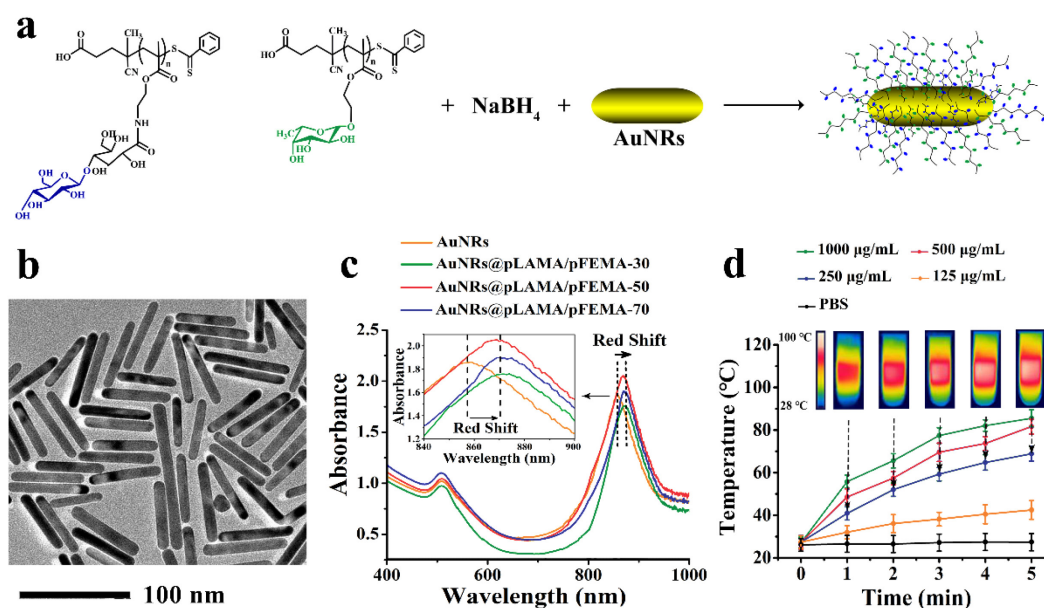 a
HO
O
CH₃
CN
n
S
S
O
O
NH
O
OH
OH
OH
OH
OH
O
O
OH
OH
OH
HO
O
CH₃
CN
n
S
S
O
O
H₃C
O
O
OH
OH
OH
+ NaBH₄ +
AuNRs
b
100 nm
c
AuNRs
AuNRs@pLAMA/pFEMA-30
AuNRs@pLAMA/pFEMA-50
AuNRs@pLAMA/pFEMA-70
Absorbance
2.5
2.0
1.5
1.0
0.5
400 600 800 1000
Wavelength (nm)
Red Shift
Absorbance
2.0
1.8
1.6
1.4
1.2
840 860 880 900
Wavelength (nm)
Red Shift
d
1000 µg/mL
500 µg/mL
250 µg/mL
125 µg/mL
PBS
100 °C
28 °C
Temperature (°C)
120
100
80
60
40
20
0 1 2 3 4 5
Time (min)